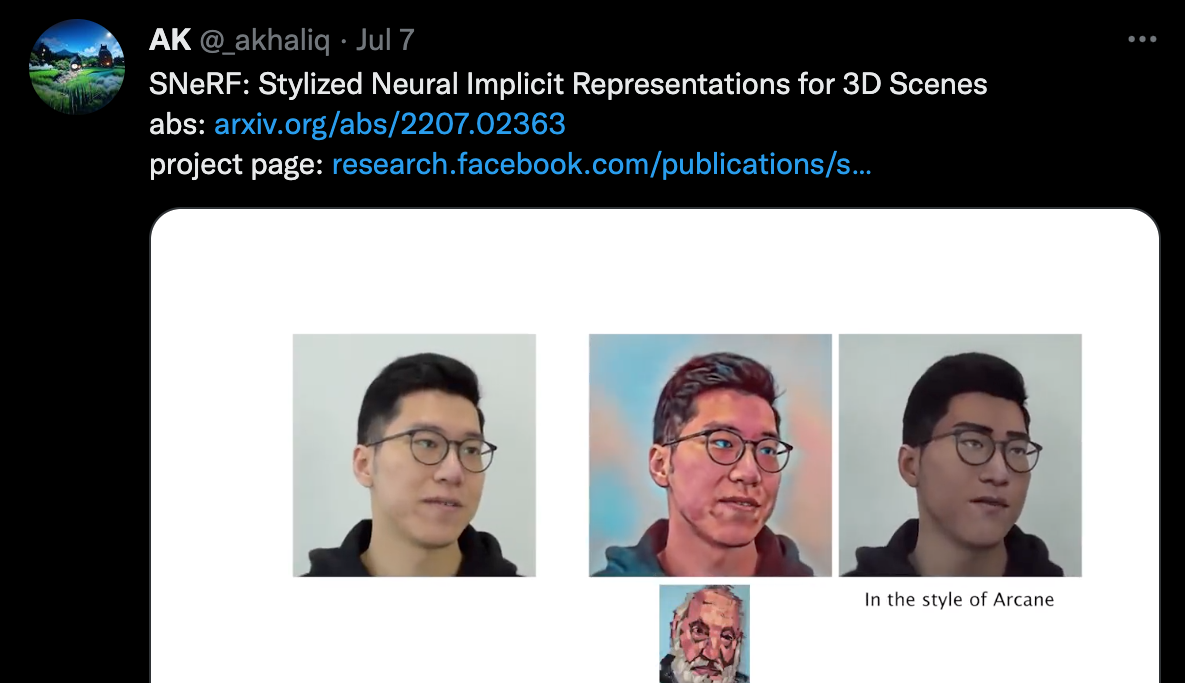 AK @_akhaliq · Jul 7
SNeRF: Stylized Neural Implicit Representations for 3D Scenes
abs: arxiv.org/abs/2207.02363
project page: research.facebook.com/publications/s...
In the style of Arcane